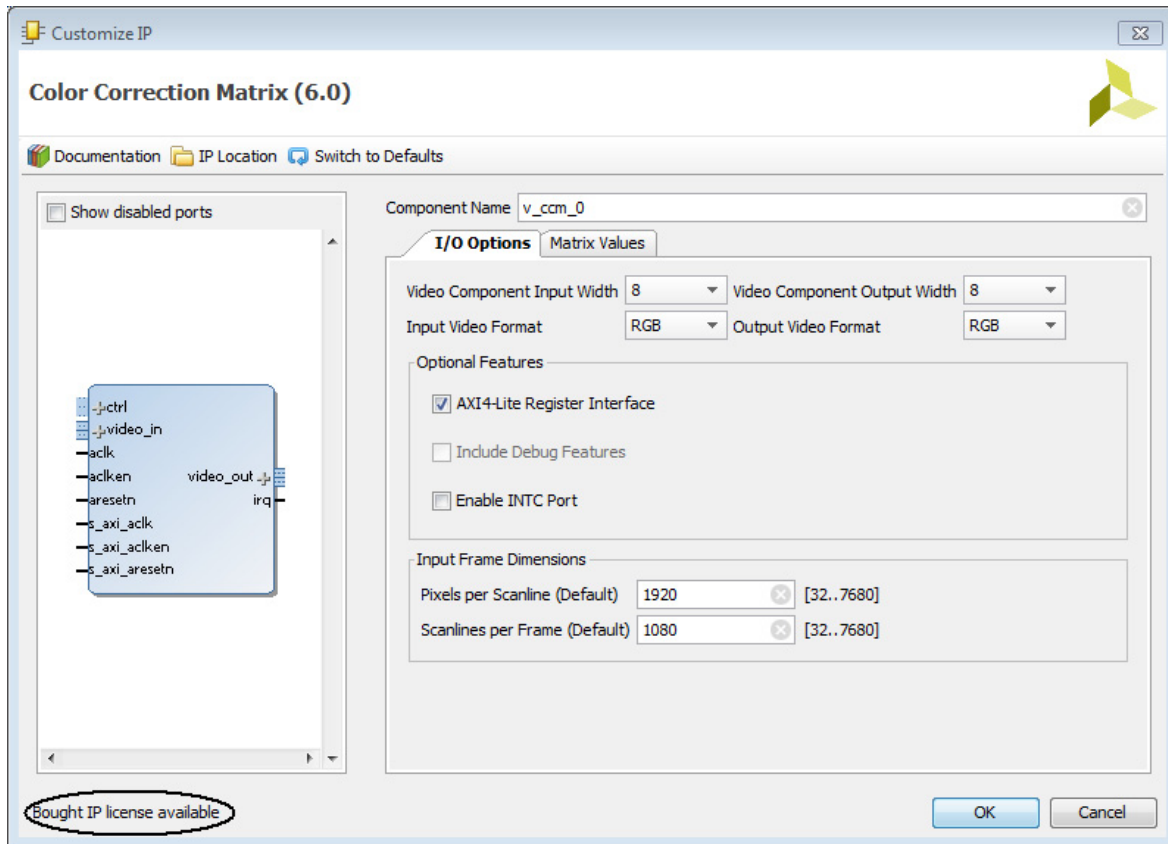 Customize IP
Color Correction Matrix (6.0)
Documentation IP Location Switch to Defaults
Show disabled ports
ctrl
video_in
aclk
aclken video_out
aresetn irq
s_axi_aclk
s_axi_aclken
s_axi_aresetn
Component Name v_ccm_0
I/O Options Matrix Values
Video Component Input Width 8 Video Component Output Width 8
Input Video Format RGB Output Video Format RGB
Optional Features
AXI4-Lite Register Interface
Include Debug Features
Enable INTC Port
Input Frame Dimensions
Pixels per Scanline (Default) 1920 [32..7680]
Scanlines per Frame (Default) 1080 [32..7680]
Bought IP license available OK Cancel